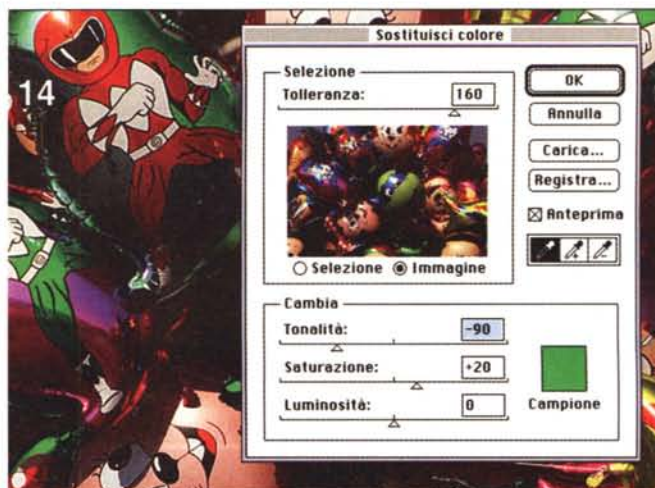 14
Sostituisci colore
Selezione
Tolleranza: 160
OK
Annulla
Carica...
Registra...
Anteprima
Selezione Immagine
Cambia
Tonalità: -90
Saturazione: +20
Luminosità: 0
Campione